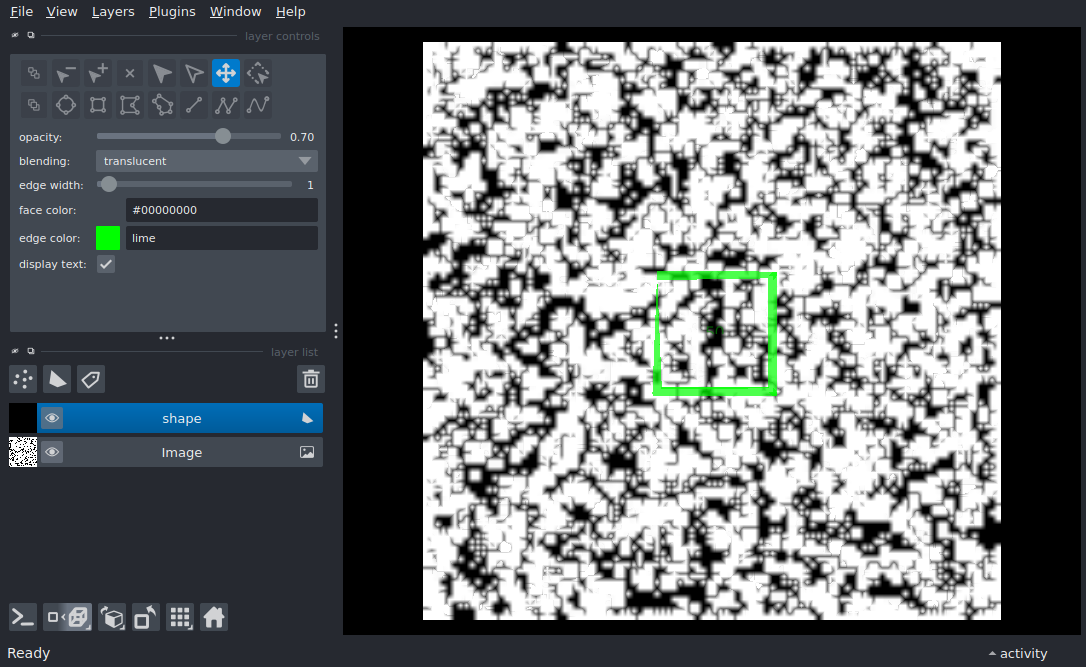 File View Layers Plugins Window Help
layer controls
opacity: 0.70
blending: translucent
edge width: 1
face color: #00000000
edge color: lime
display text:
layer list
shape
Image
Ready
activity